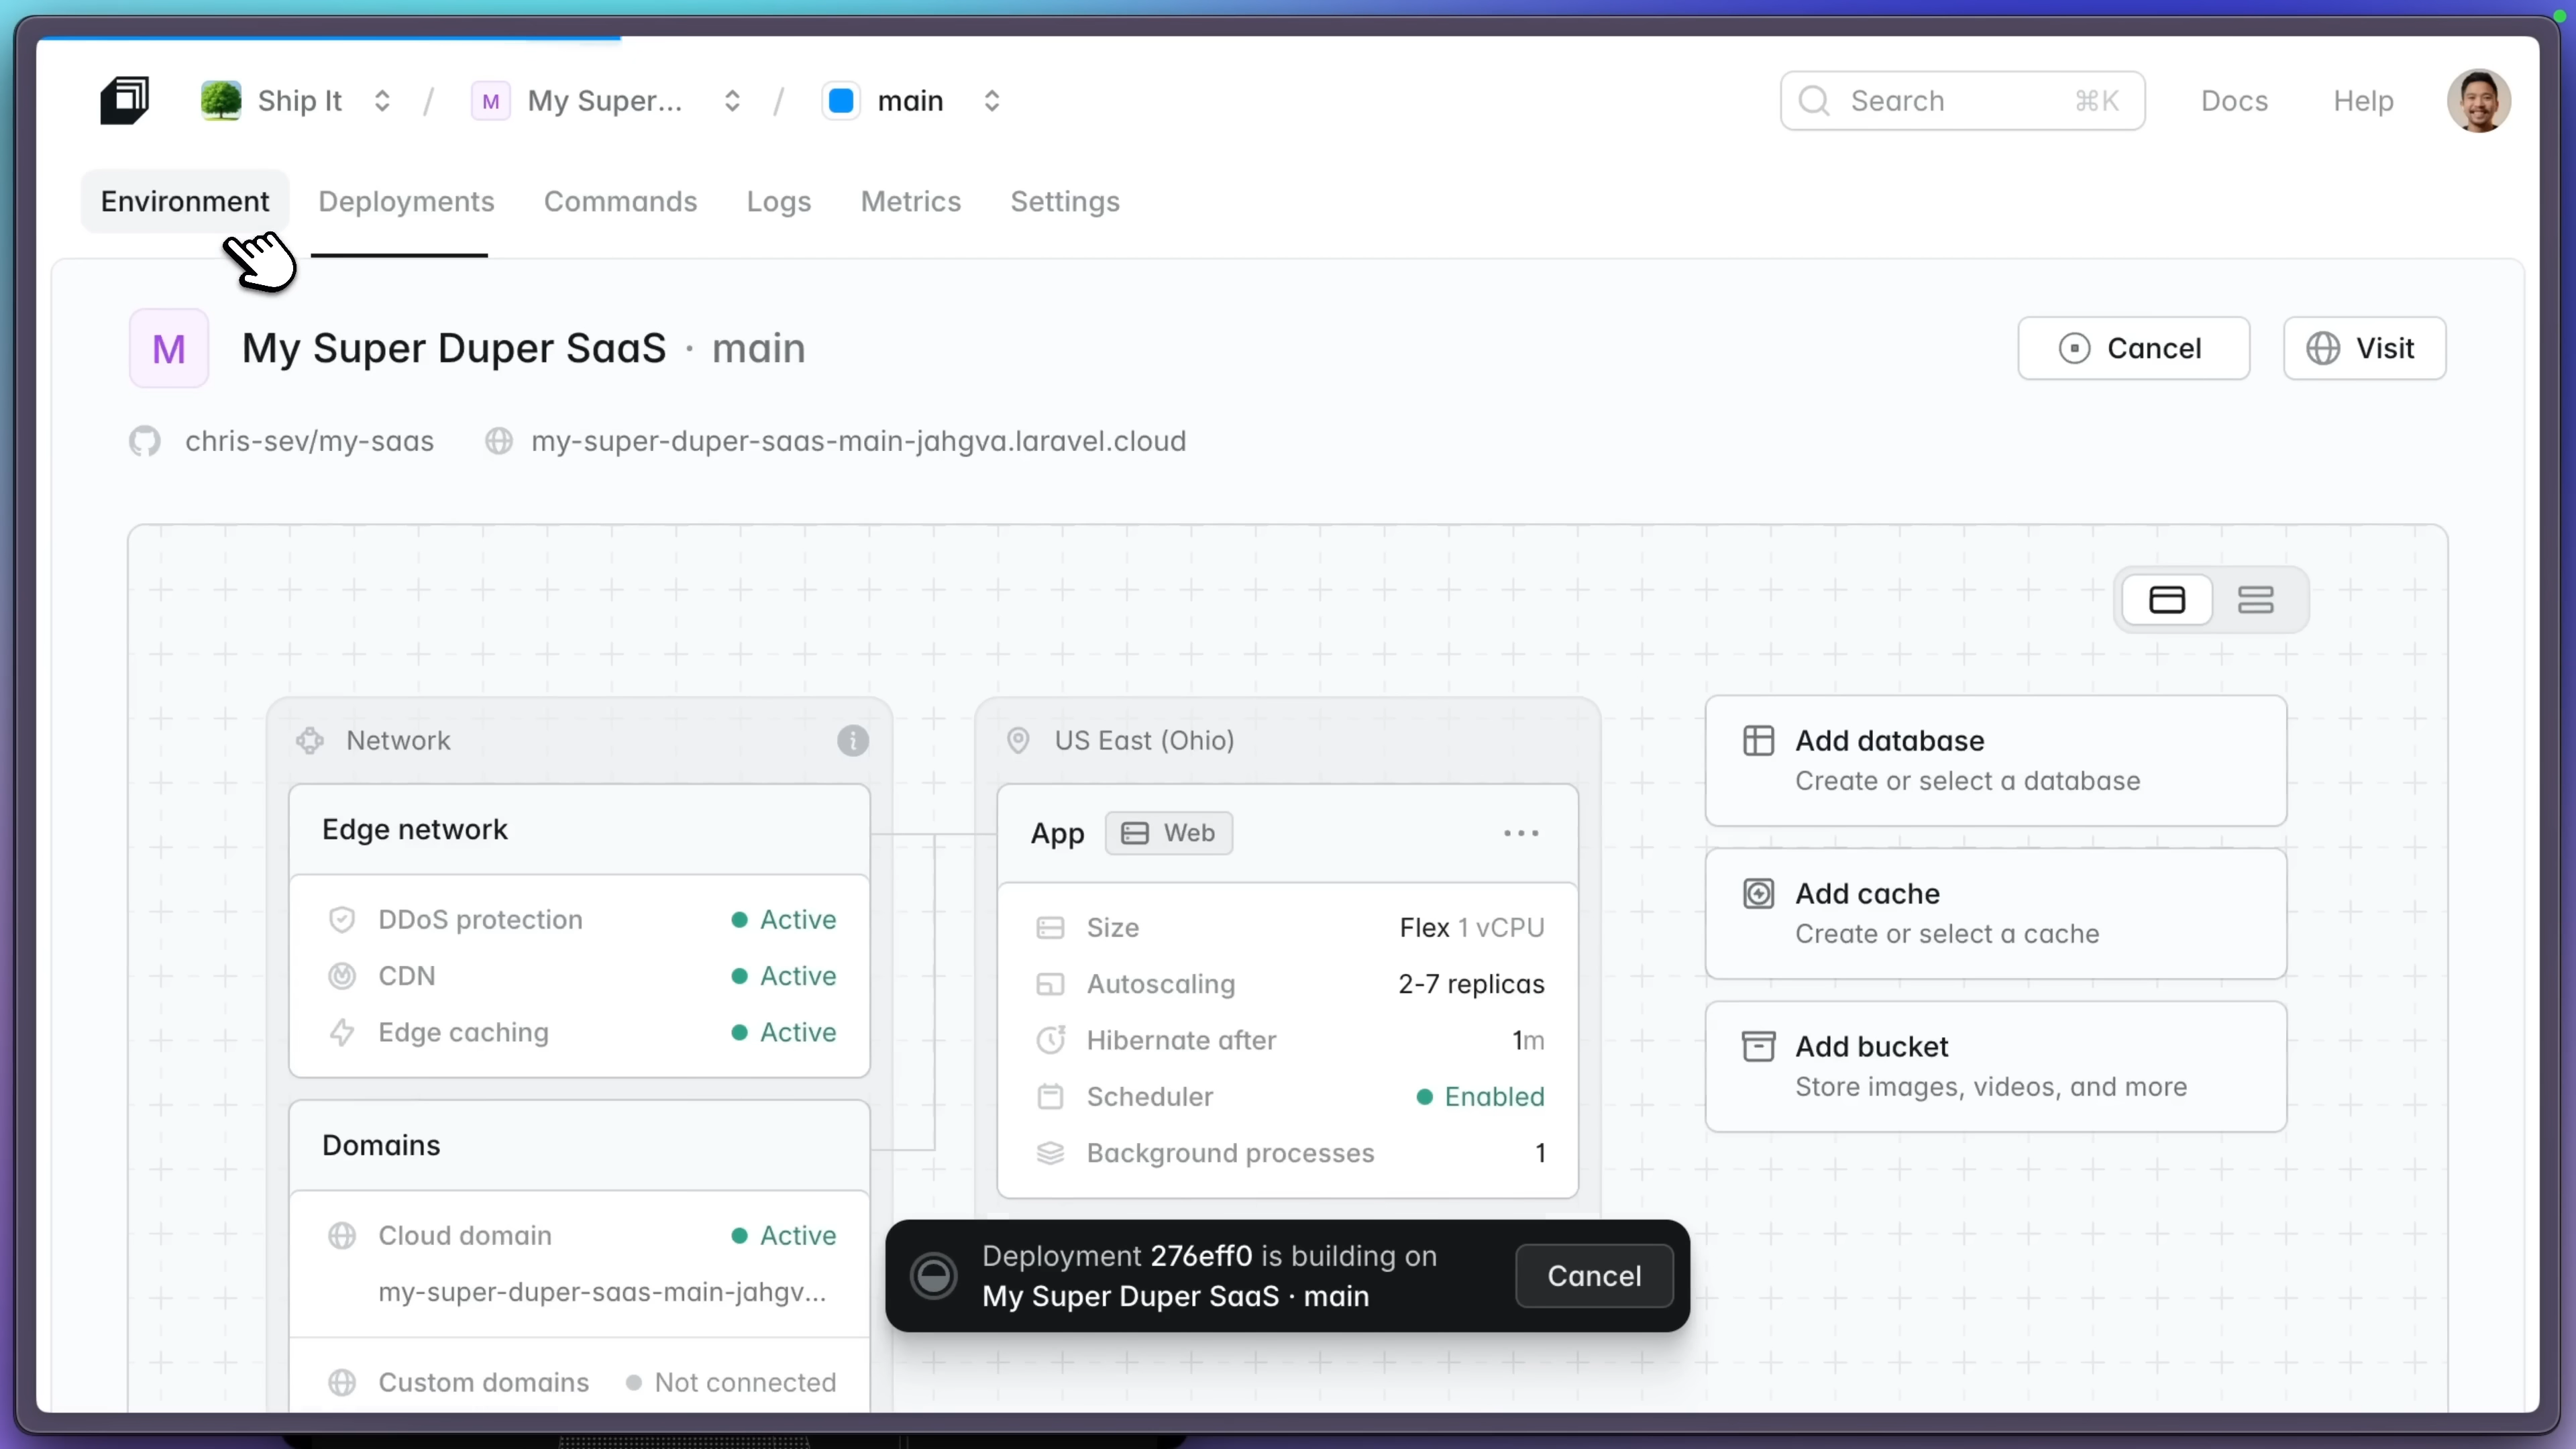 Ship It / M My Super... / main
Search ⌘K Docs Help
Environment Deployments Commands Logs Metrics Settings
M My Super Duper SaaS · main
Cancel Visit
chris-sev/my-saas my-super-duper-saas-main-jahgva.laravel.cloud
Network
Edge network
DDoS protection Active
CDN Active
Edge caching Active
Domains
Cloud domain Active
my-super-duper-saas-main-jahgv...
Custom domains Not connected
US East (Ohio)
App Web
Size Flex 1 vCPU
Autoscaling 2-7 replicas
Hibernate after 1m
Scheduler Enabled
Background processes 1
Add database
Create or select a database
Add cache
Create or select a cache
Add bucket
Store images, videos, and more
Deployment 276eff0 is building on
My Super Duper SaaS · main
Cancel